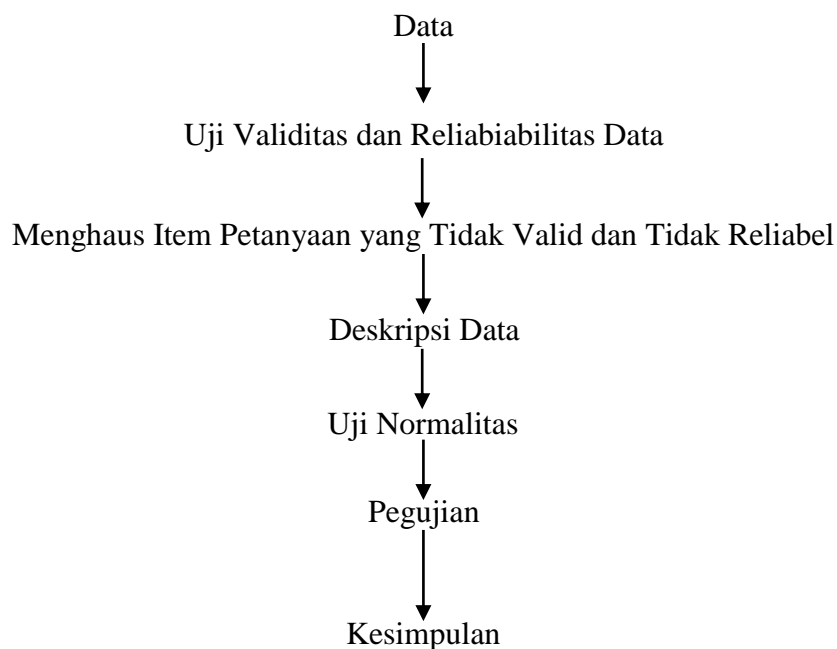 Data
Uji Validitas dan Reliabiabilitas Data
Menghaus Item Petanyaan yang Tidak Valid dan Tidak Reliabel
Deskripsi Data
Uji Normalitas
Pegujian
Kesimpulan